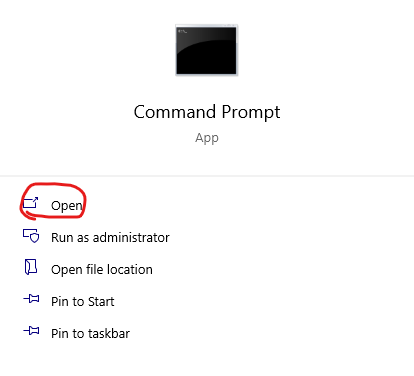 Command Prompt
App
Open
Run as administrator
Open file location
Pin to Start
Pin to taskbar